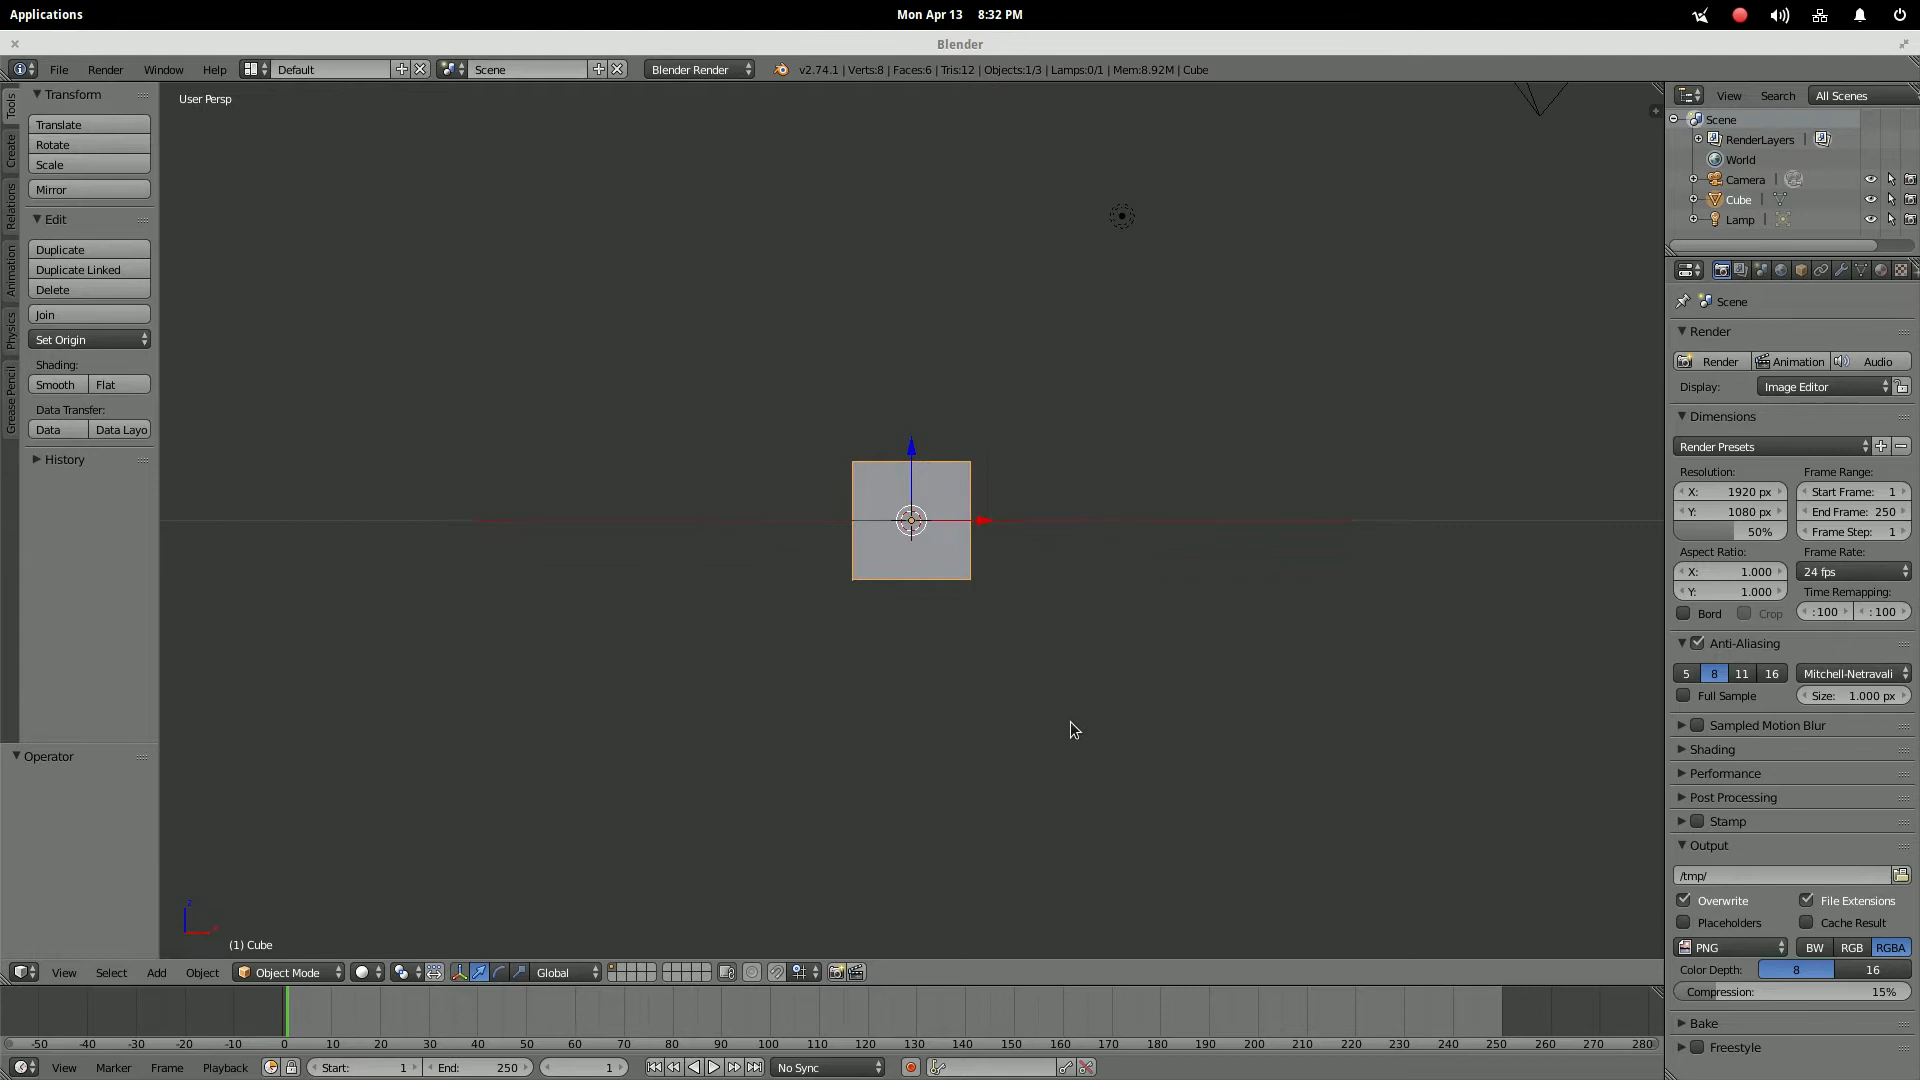 Applications
Mon Apr 13 8:32 PM
Blender
File Render Window Help Default Scene Blender Render v2.74.1 | Verts:8 | Faces:6 | Tris:12 | Objects:1/3 | Lamps:0/1 | Mem:8.92M | Cube
Tools
Create
Relations
Animation
Physics
Grease Pencil
Transform
Translate
Rotate
Scale
Mirror
Edit
Duplicate
Duplicate Linked
Delete
Join
Set Origin
Shading:
Smooth Flat
Data Transfer:
Data Data Layo
History
Operator
User Persp
z
x
(1) Cube
View Select Add Object Object Mode Global
-50 -40 -30 -20 -10 0 10 20 30 40 50 60 70 80 90 100 110 120 130 140 150 160 170 180 190 200 210 220 230 240 250 260 270 280
View Marker Frame Playback Start: 1 End: 250 1 No Sync
View Search All Scenes
Scene
RenderLayers |
World
Camera |
Cube |
Lamp |
Scene
Render
Render Animation Audio
Display: Image Editor
Dimensions
Render Presets
Resolution: Frame Range:
X: 1920 px Start Frame: 1
Y: 1080 px End Frame: 250
50% Frame Step: 1
Aspect Ratio: Frame Rate:
X: 1.000 24 fps
Y: 1.000 Time Remapping:
Bord Crop :100 :100
Anti-Aliasing
5 8 11 16 Mitchell-Netravali
Full Sample Size: 1.000 px
Sampled Motion Blur
Shading
Performance
Post Processing
Stamp
Output
/tmp/
Overwrite File Extensions
Placeholders Cache Result
PNG BW RGB RGBA
Color Depth: 8 16
Compression: 15%
Bake
Freestyle